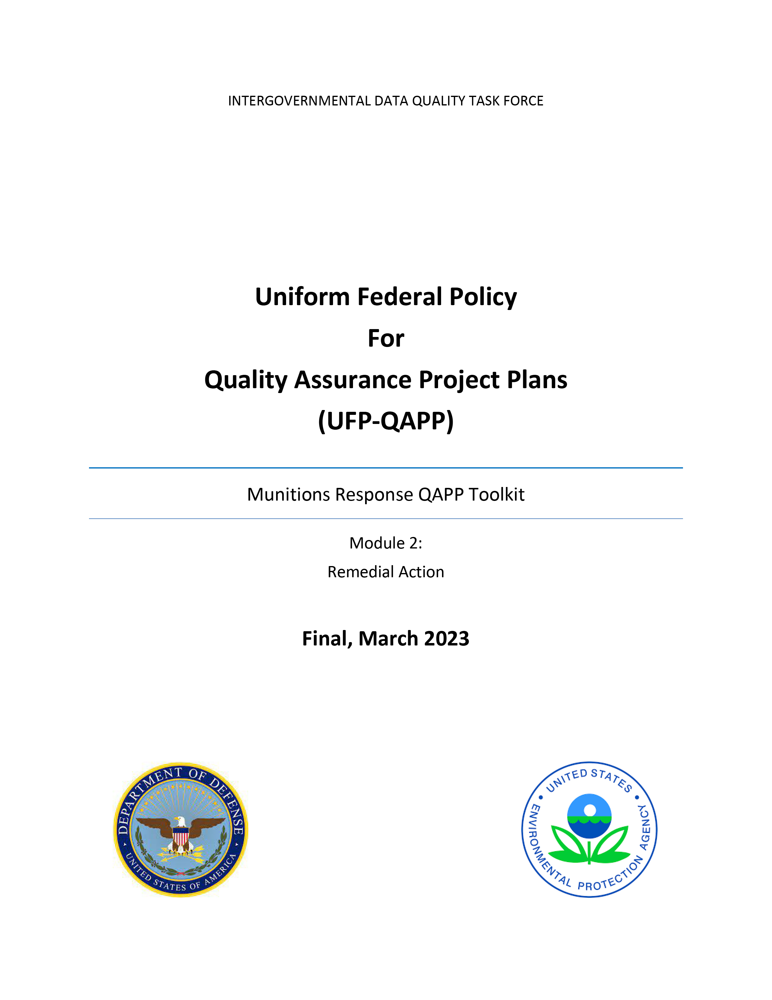 INTERGOVERNMENTAL DATA QUALITY TASK FORCE
Uniform Federal Policy
For
Quality Assurance Project Plans
(UFP-QAPP)
Munitions Response QAPP Toolkit
Module 2:
Remedial Action
Final, March 2023
DEPARTMENT OF DEFENSE
UNITED STATES OF AMERICA
UNITED STATES
ENVIRONMENTAL PROTECTION AGENCY